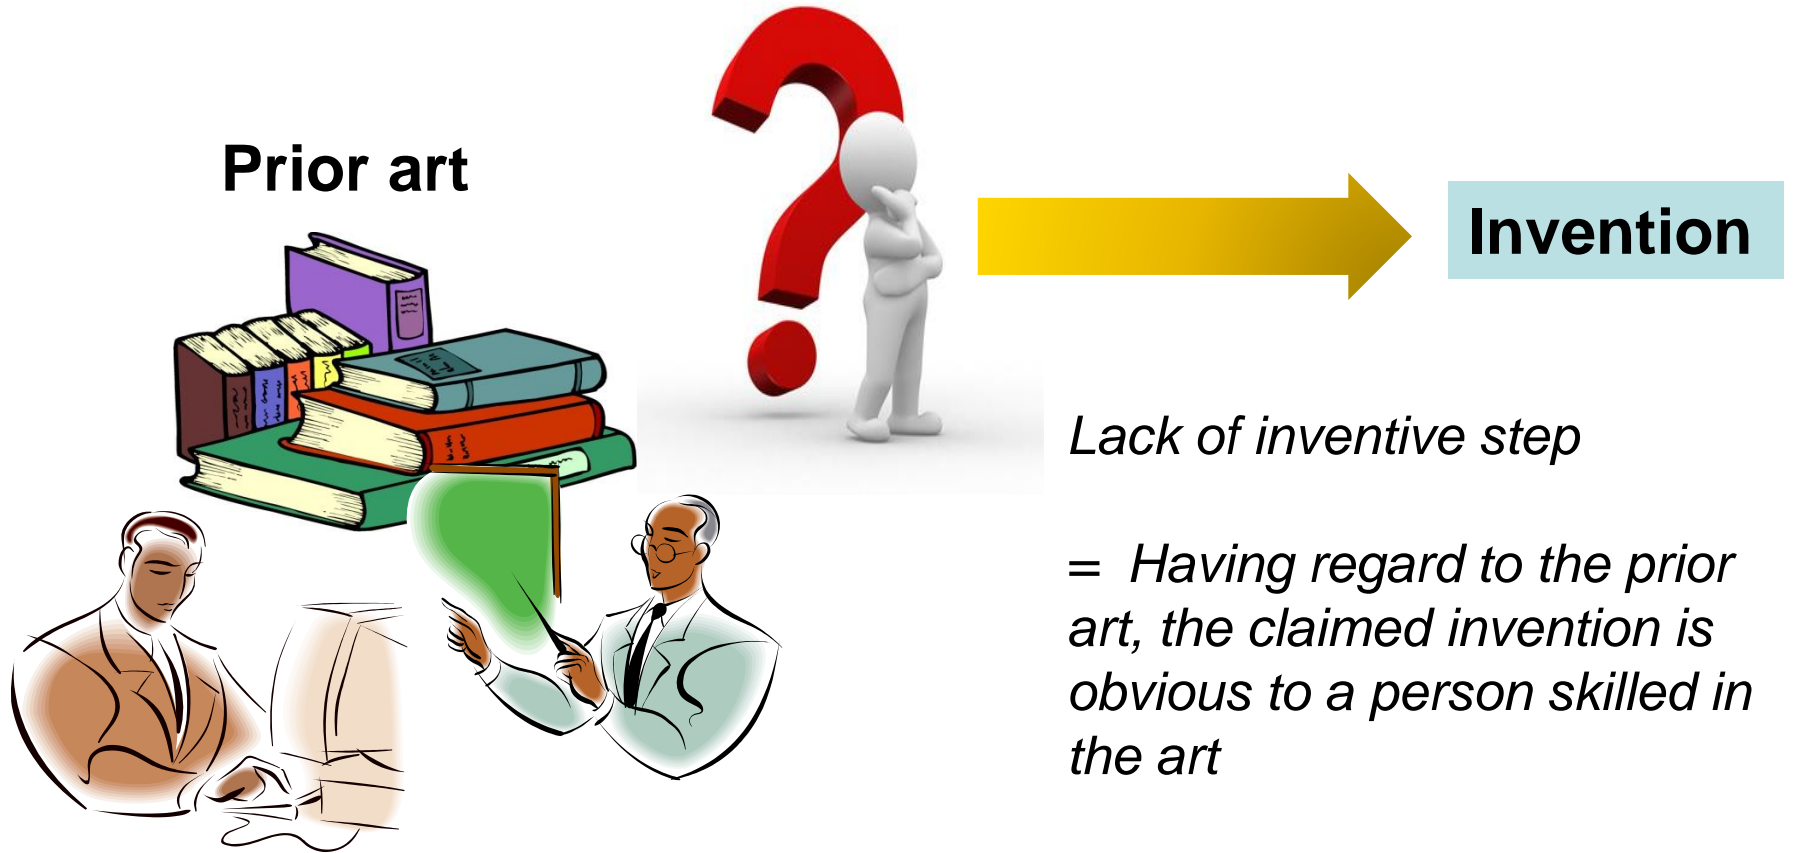 Prior art
Invention
Lack of inventive step
= Having regard to the prior
art, the claimed invention is
obvious to a person skilled in
the art